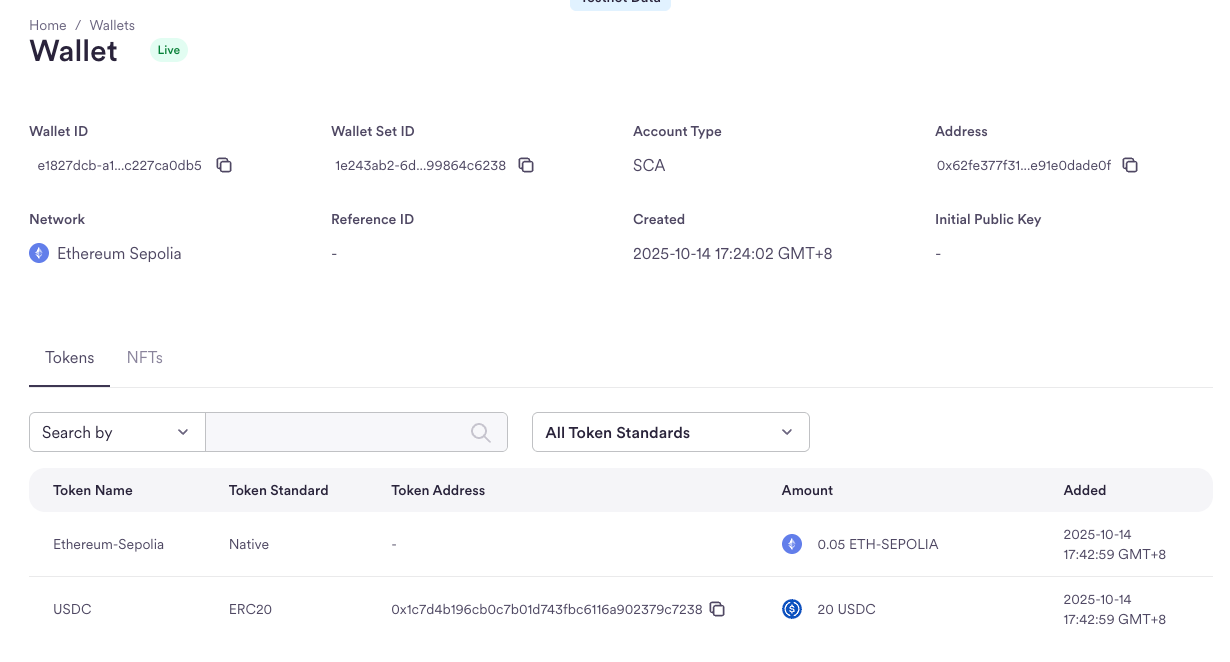 Testnet Data
Home / Wallets
Wallet Live
Wallet ID Wallet Set ID Account Type Address
e1827dcb-a1...c227ca0db5 1e243ab2-6d...99864c6238 SCA 0x62fe377f31...e91e0dade0f
Network Reference ID Created Initial Public Key
Ethereum Sepolia - 2025-10-14 17:24:02 GMT+8 -
Tokens NFTs
Search by All Token Standards
Token Name Token Standard Token Address Amount Added
Ethereum-Sepolia Native - 0.05 ETH-SEPOLIA 2025-10-14
17:42:59 GMT+8
USDC ERC20 0x1c7d4b196cb0c7b01d743fbc6116a902379c7238 20 USDC 2025-10-14
17:42:59 GMT+8